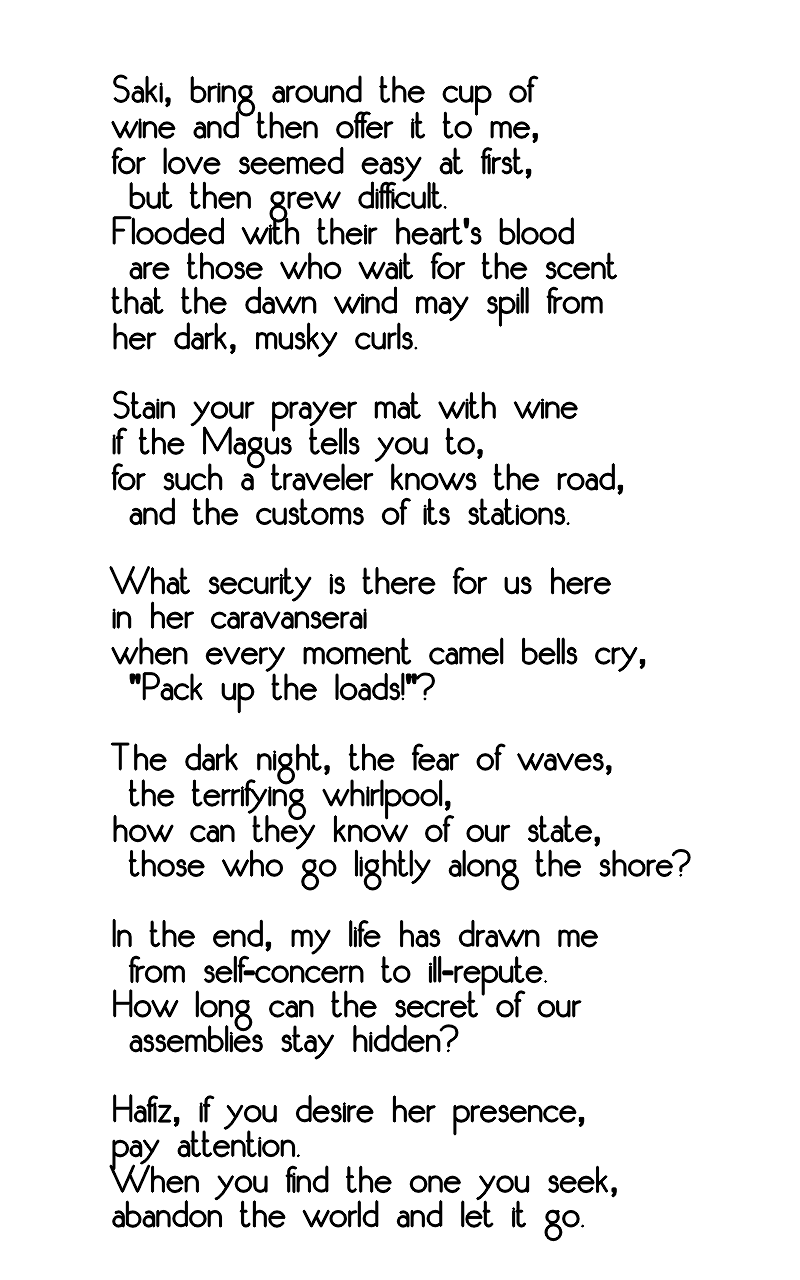 Saki, bring around the cup of
wine and then offer it to me,
for love seemed easy at first,
but then grew difficult.
Flooded with their heart's blood
are those who wait for the scent
that the dawn wind may spill from
her dark, musky curls.

Stain your prayer mat with wine
if the Magus tells you to,
for such a traveler knows the road,
and the customs of its stations.

What security is there for us here
in her caravanserai
when every moment camel bells cry,
"Pack up the loads!"?

The dark night, the fear of waves,
the terrifying whirlpool,
how can they know of our state,
those who go lightly along the shore?

In the end, my life has drawn me
from self-concern to ill-repute.
How long can the secret of our
assemblies stay hidden?

Hafiz, if you desire her presence,
pay attention.
When you find the one you seek,
abandon the world and let it go.